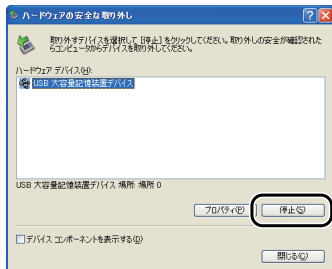 ハードウェアの安全な取り外し
取り外すデバイスを選択して [停止] をクリックしてください。取り外しの安全が確認された
らコンピュータからデバイスを取り外してください。
ハードウェア デバイス(H):
USB 大容量記憶装置デバイス
USB 大容量記憶装置デバイス 場所: 場所 0
プロパティ(P)
停止(S)
デバイス コンポーネントを表示する(D)
閉じる(C)